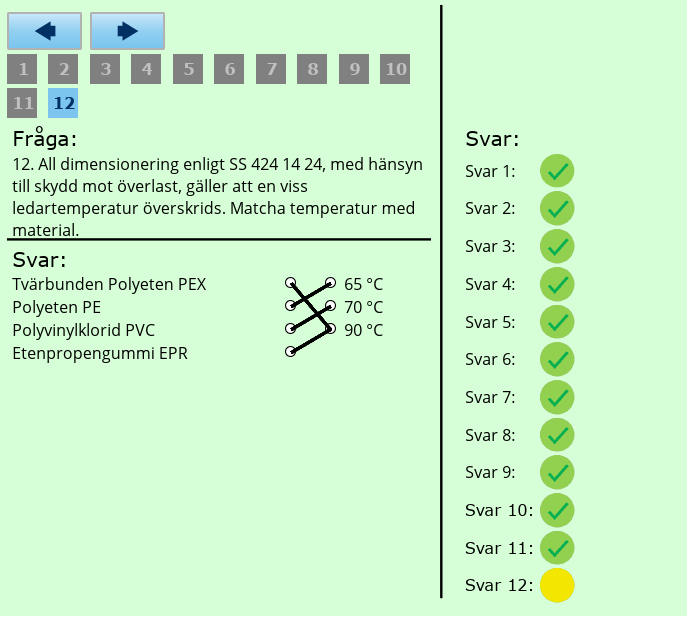 1 2 3 4 5 6 7 8 9 10
11 12
Fråga:
12. All dimensionering enligt SS 424 14 24, med hänsyn
till skydd mot överlast, gäller att en viss
ledartemperatur överskrids. Matcha temperatur med
material.
Svar:
Tvärbunden Polyeten PEX 65 °C
Polyeten PE 70 °C
Polyvinylklorid PVC 90 °C
Etenpropengummi EPR
Svar:
Svar 1:
Svar 2:
Svar 3:
Svar 4:
Svar 5:
Svar 6:
Svar 7:
Svar 8:
Svar 9:
Svar 10:
Svar 11:
Svar 12: